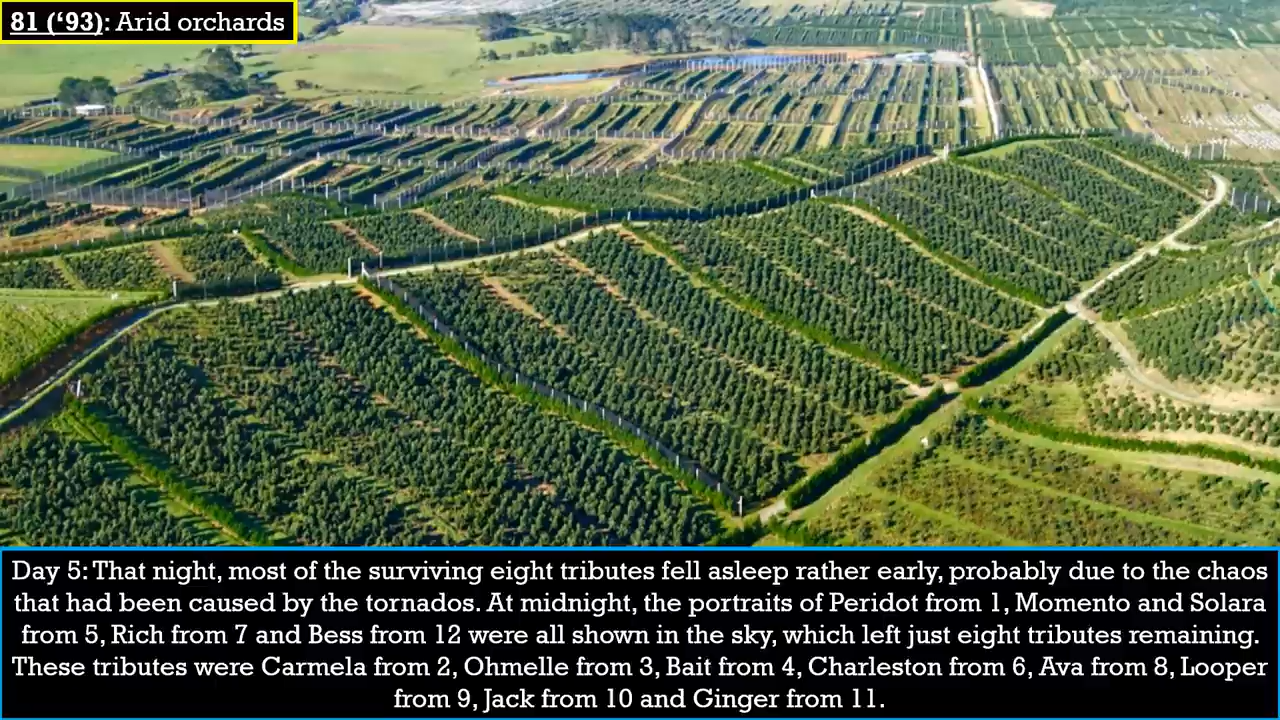 81 (‘93): Arid orchards
Day 5: That night, most of the surviving eight tributes fell asleep rather early, probably due to the chaos
that had been caused by the tornados. At midnight, the portraits of Peridot from 1, Momento and Solara
from 5, Rich from 7 and Bess from 12 were all shown in the sky, which left just eight tributes remaining.
These tributes were Carmela from 2, Ohmelle from 3, Bait from 4, Charleston from 6, Ava from 8, Looper
from 9, Jack from 10 and Ginger from 11.